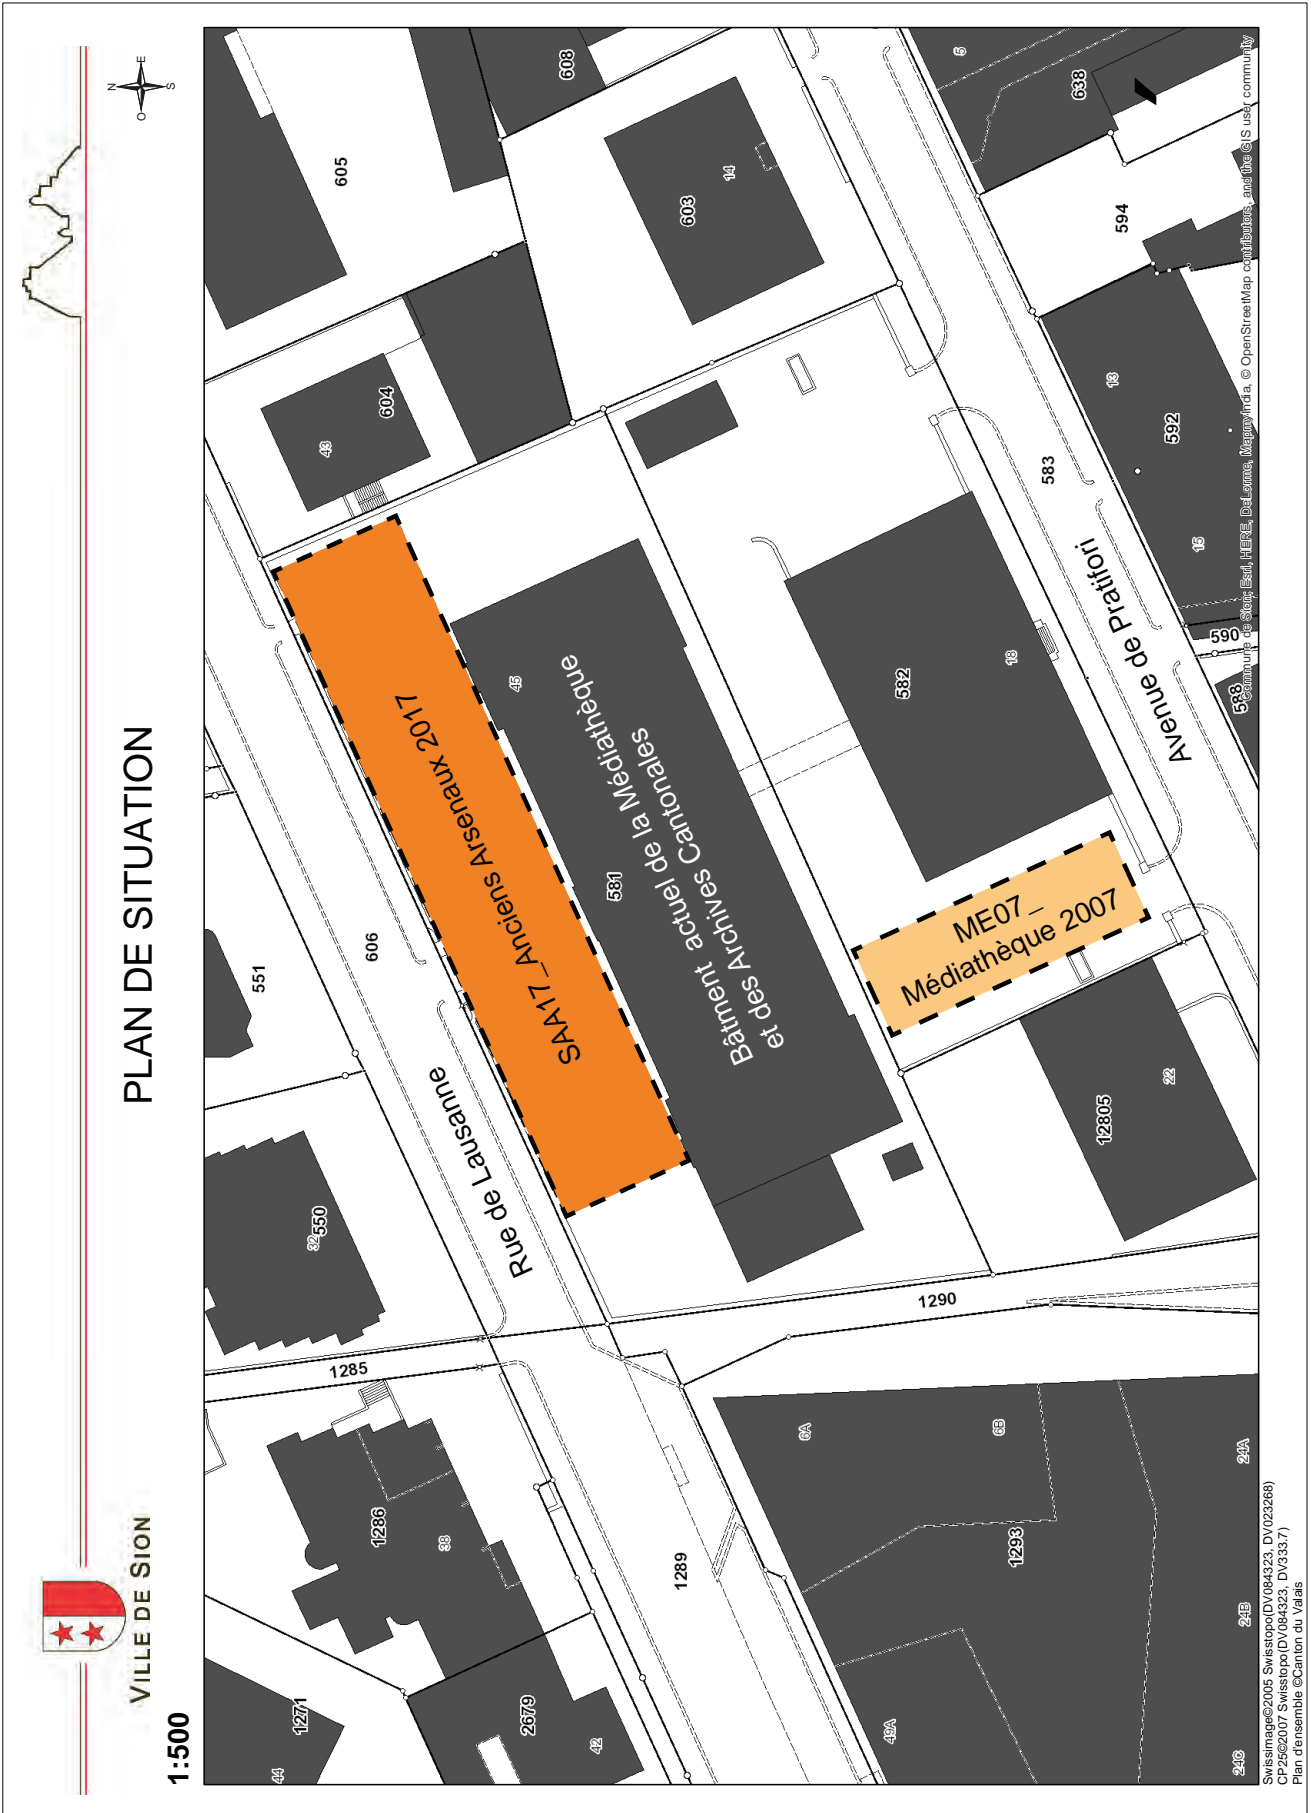 VILLE DE SION
PLAN DE SITUATION
1:500
N
E
S
O
605
608
5
638
603
14
594
604
43
583
592
13
15
590
588
Avenue de Pratifori
551
606
SAA17_Anciens Arsenaux 2017
45
581
Bâtment actuel de la Médiathèque
et des Archives Cantonales
582
18
ME07_
Médiathèque 2007
Rue de Lausanne
550
32
12805
22
1290
1285
1286
38
1289
6A
6B
1293
24A
24B
24C
49A
1271
44
2679
42
Commune de Sion; Esri, HERE, DeLorme, MapmyIndia, © OpenStreetMap contributors, and the GIS user community
Swissimage©2005 Swisstopo(DV084323, DV023268)
CP25©2007 Swisstopo(DV084323, DV333.7)
Plan d'ensemble ©Canton du Valais